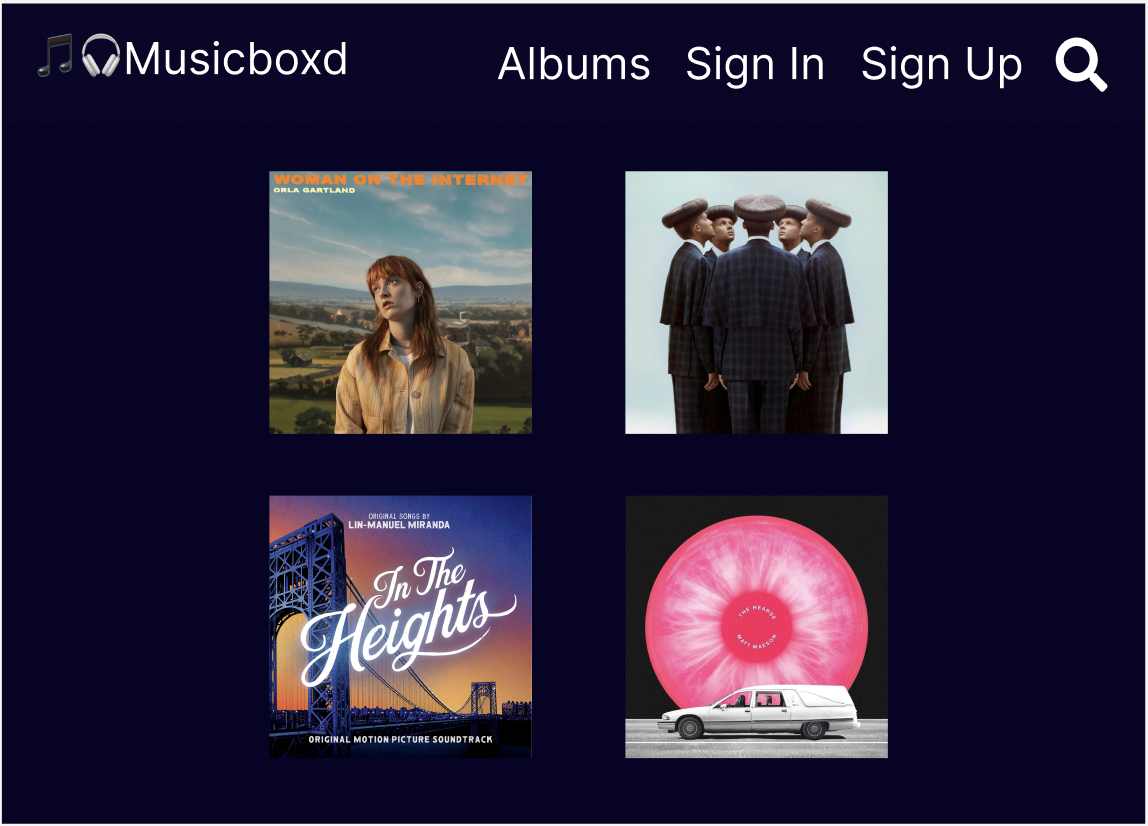 🎵🎧Musicboxd
Albums
Sign In
Sign Up
WOMAN ON THE INTERNET
ORLA GARTLAND
ORIGINAL SONGS BY
LIN-MANUEL MIRANDA
In The
Heights
ORIGINAL MOTION PICTURE SOUNDTRACK
THE HEARSE
MATT MAESON